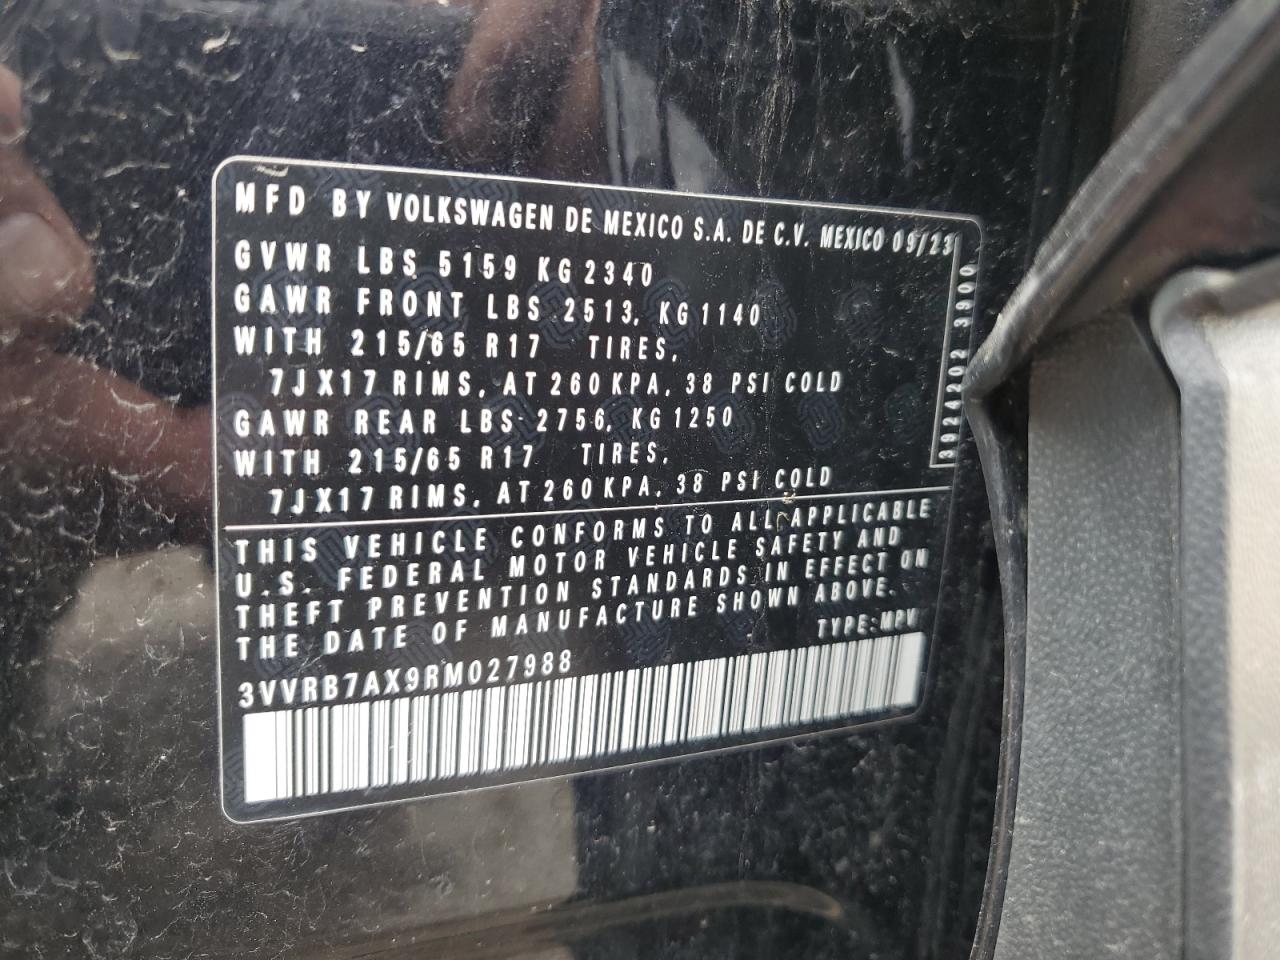 MFD BY VOLKSWAGEN DE MEXICO S.A. DE C.V. MEXICO 09/23
GVWR LBS 5159 KG 2340
GAWR FRONT LBS 2513, KG 1140
WITH 215/65 R17 TIRES,
7JX17 RIMS, AT 260 KPA, 38 PSI COLD
GAWR REAR LBS 2756, KG 1250
WITH 215/65 R17 TIRES,
7JX17 RIMS, AT 260 KPA, 38 PSI COLD
3924202 3900
THIS VEHICLE CONFORMS TO ALL APPLICABLE
U.S. FEDERAL MOTOR VEHICLE SAFETY AND
THEFT PREVENTION STANDARDS IN EFFECT ON
THE DATE OF MANUFACTURE SHOWN ABOVE.
TYPE: MPV
3VVRB7AX9RM027988